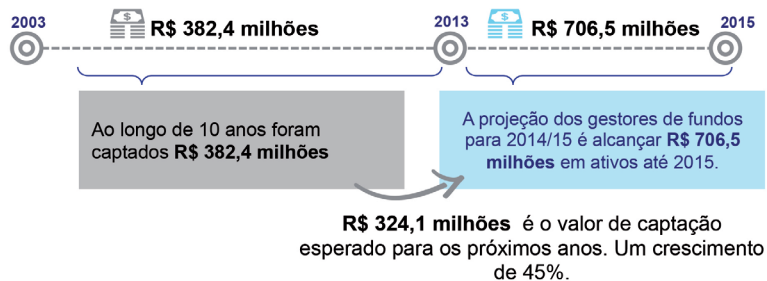 2003
R$ 382,4 milhões
2013
R$ 706,5 milhões
2015
Ao longo de 10 anos foram
captados R$ 382,4 milhões
A projeção dos gestores de fundos
para 2014/15 é alcançar R$ 706,5
milhões em ativos até 2015.
R$ 324,1 milhões é o valor de captação
esperado para os próximos anos. Um crescimento
de 45%.